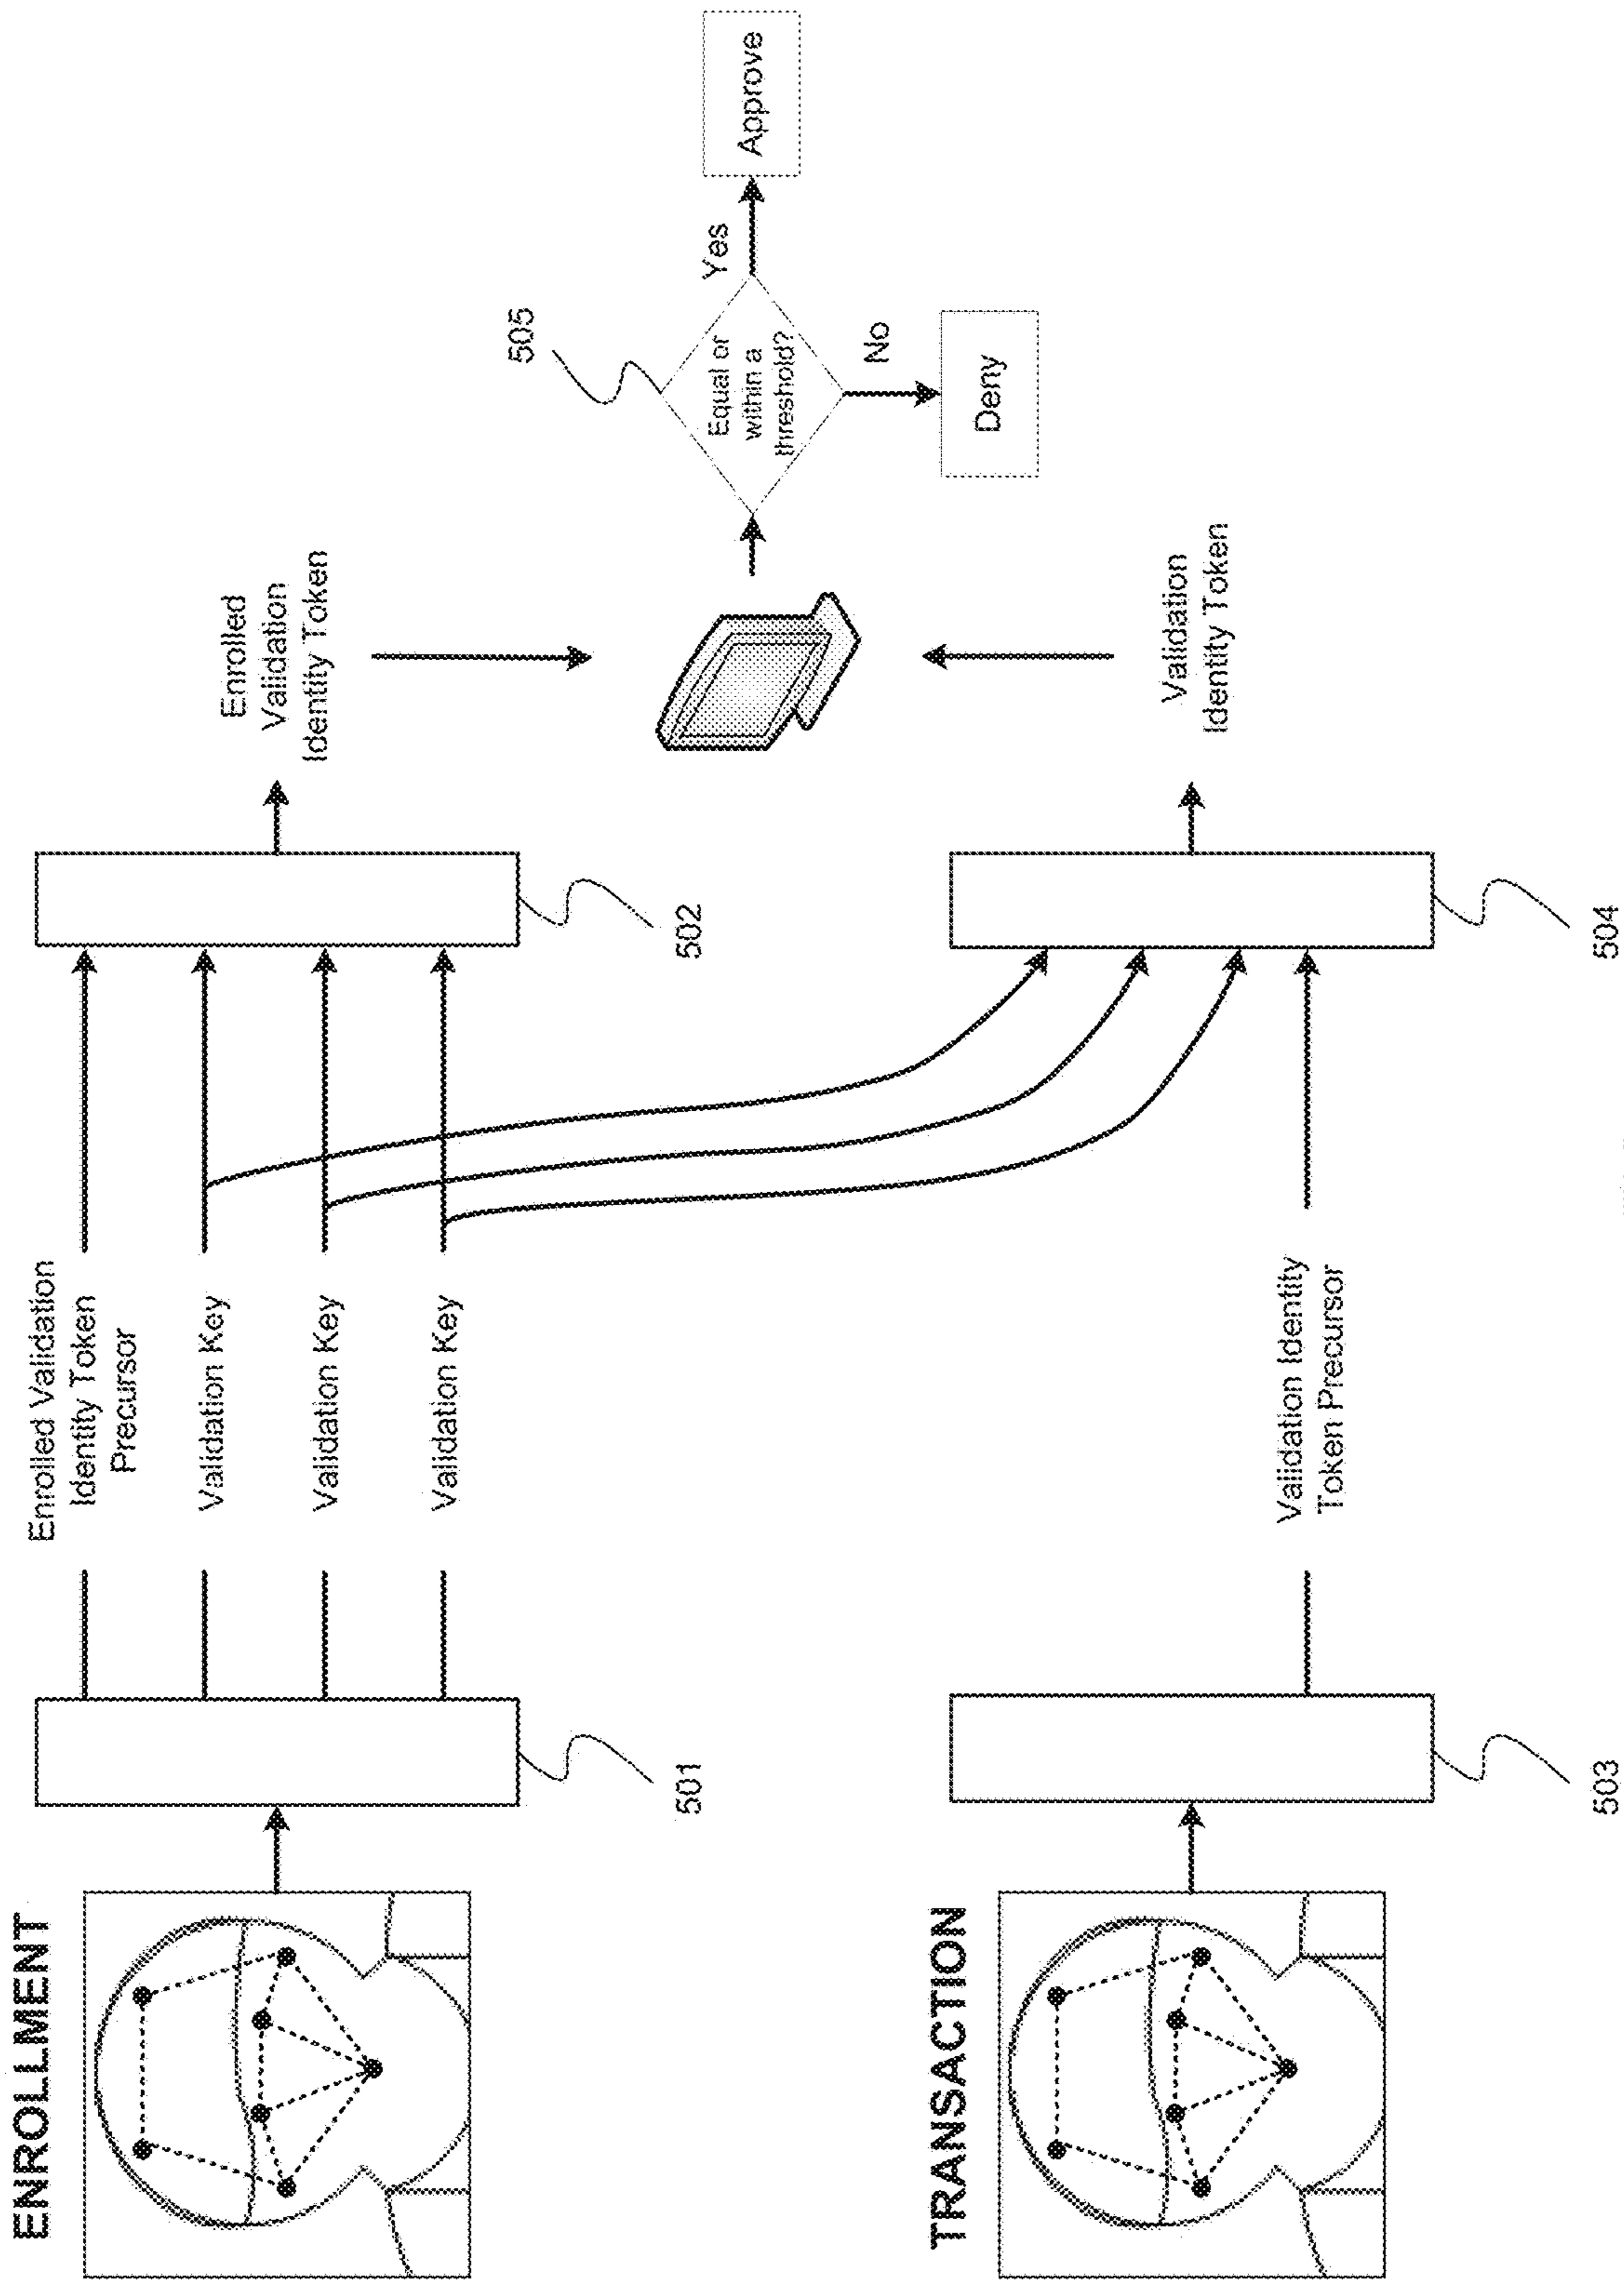 ENROLLMENT
501
Enrolled Validation
Identity Token
Precursor
Validation Key
Validation Key
Validation Key
502
Enrolled
Validation
Identity Token
505
Equal or
within a
threshold?
Yes
Approve
No
Deny
TRANSACTION
503
Validation Identity
Token Precursor
504
Validation
Identity Token